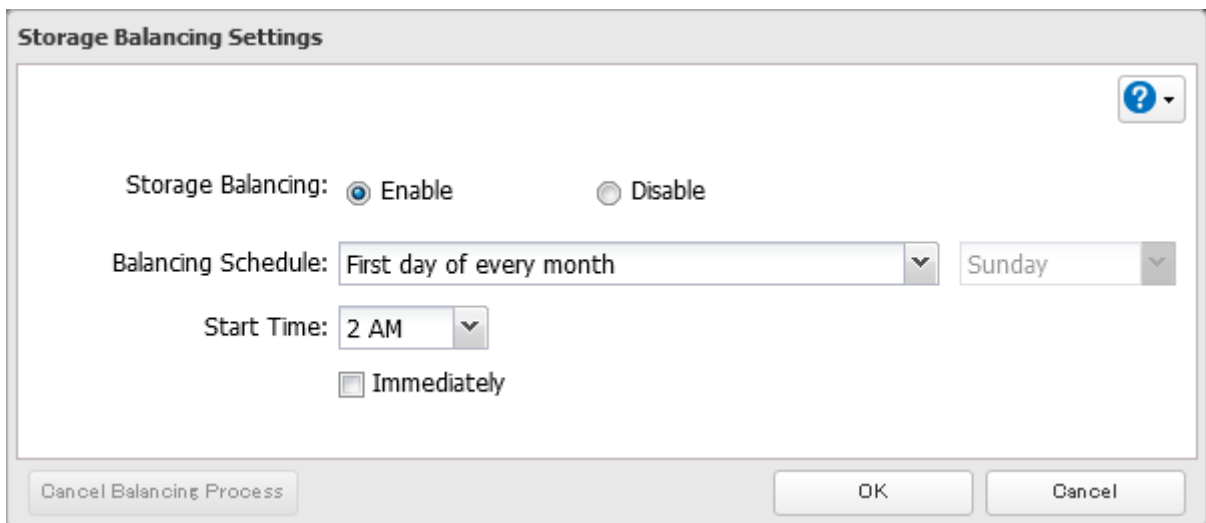 Storage Balancing Settings
?
Storage Balancing: Enable Disable
Balancing Schedule: First day of every month Sunday
Start Time: 2 AM
Immediately
Cancel Balancing Process OK Cancel